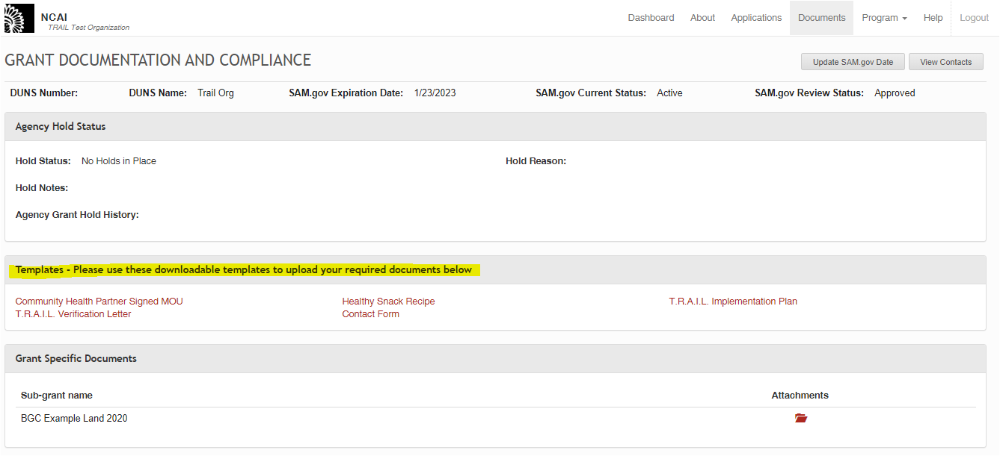 NCAI
TRAIL Test Organization
Dashboard About Applications Documents Program Help Logout
GRANT DOCUMENTATION AND COMPLIANCE
Update SAM.gov Date View Contacts
DUNS Number: DUNS Name: Trail Org SAM.gov Expiration Date: 1/23/2023 SAM.gov Current Status: Active SAM.gov Review Status: Approved
Agency Hold Status
Hold Status: No Holds in Place Hold Reason:
Hold Notes:
Agency Grant Hold History:
Templates - Please use these downloadable templates to upload your required documents below
Community Health Partner Signed MOU Healthy Snack Recipe T.R.A.I.L. Implementation Plan
T.R.A.I.L. Verification Letter Contact Form
Grant Specific Documents
Sub-grant name Attachments
BGC Example Land 2020